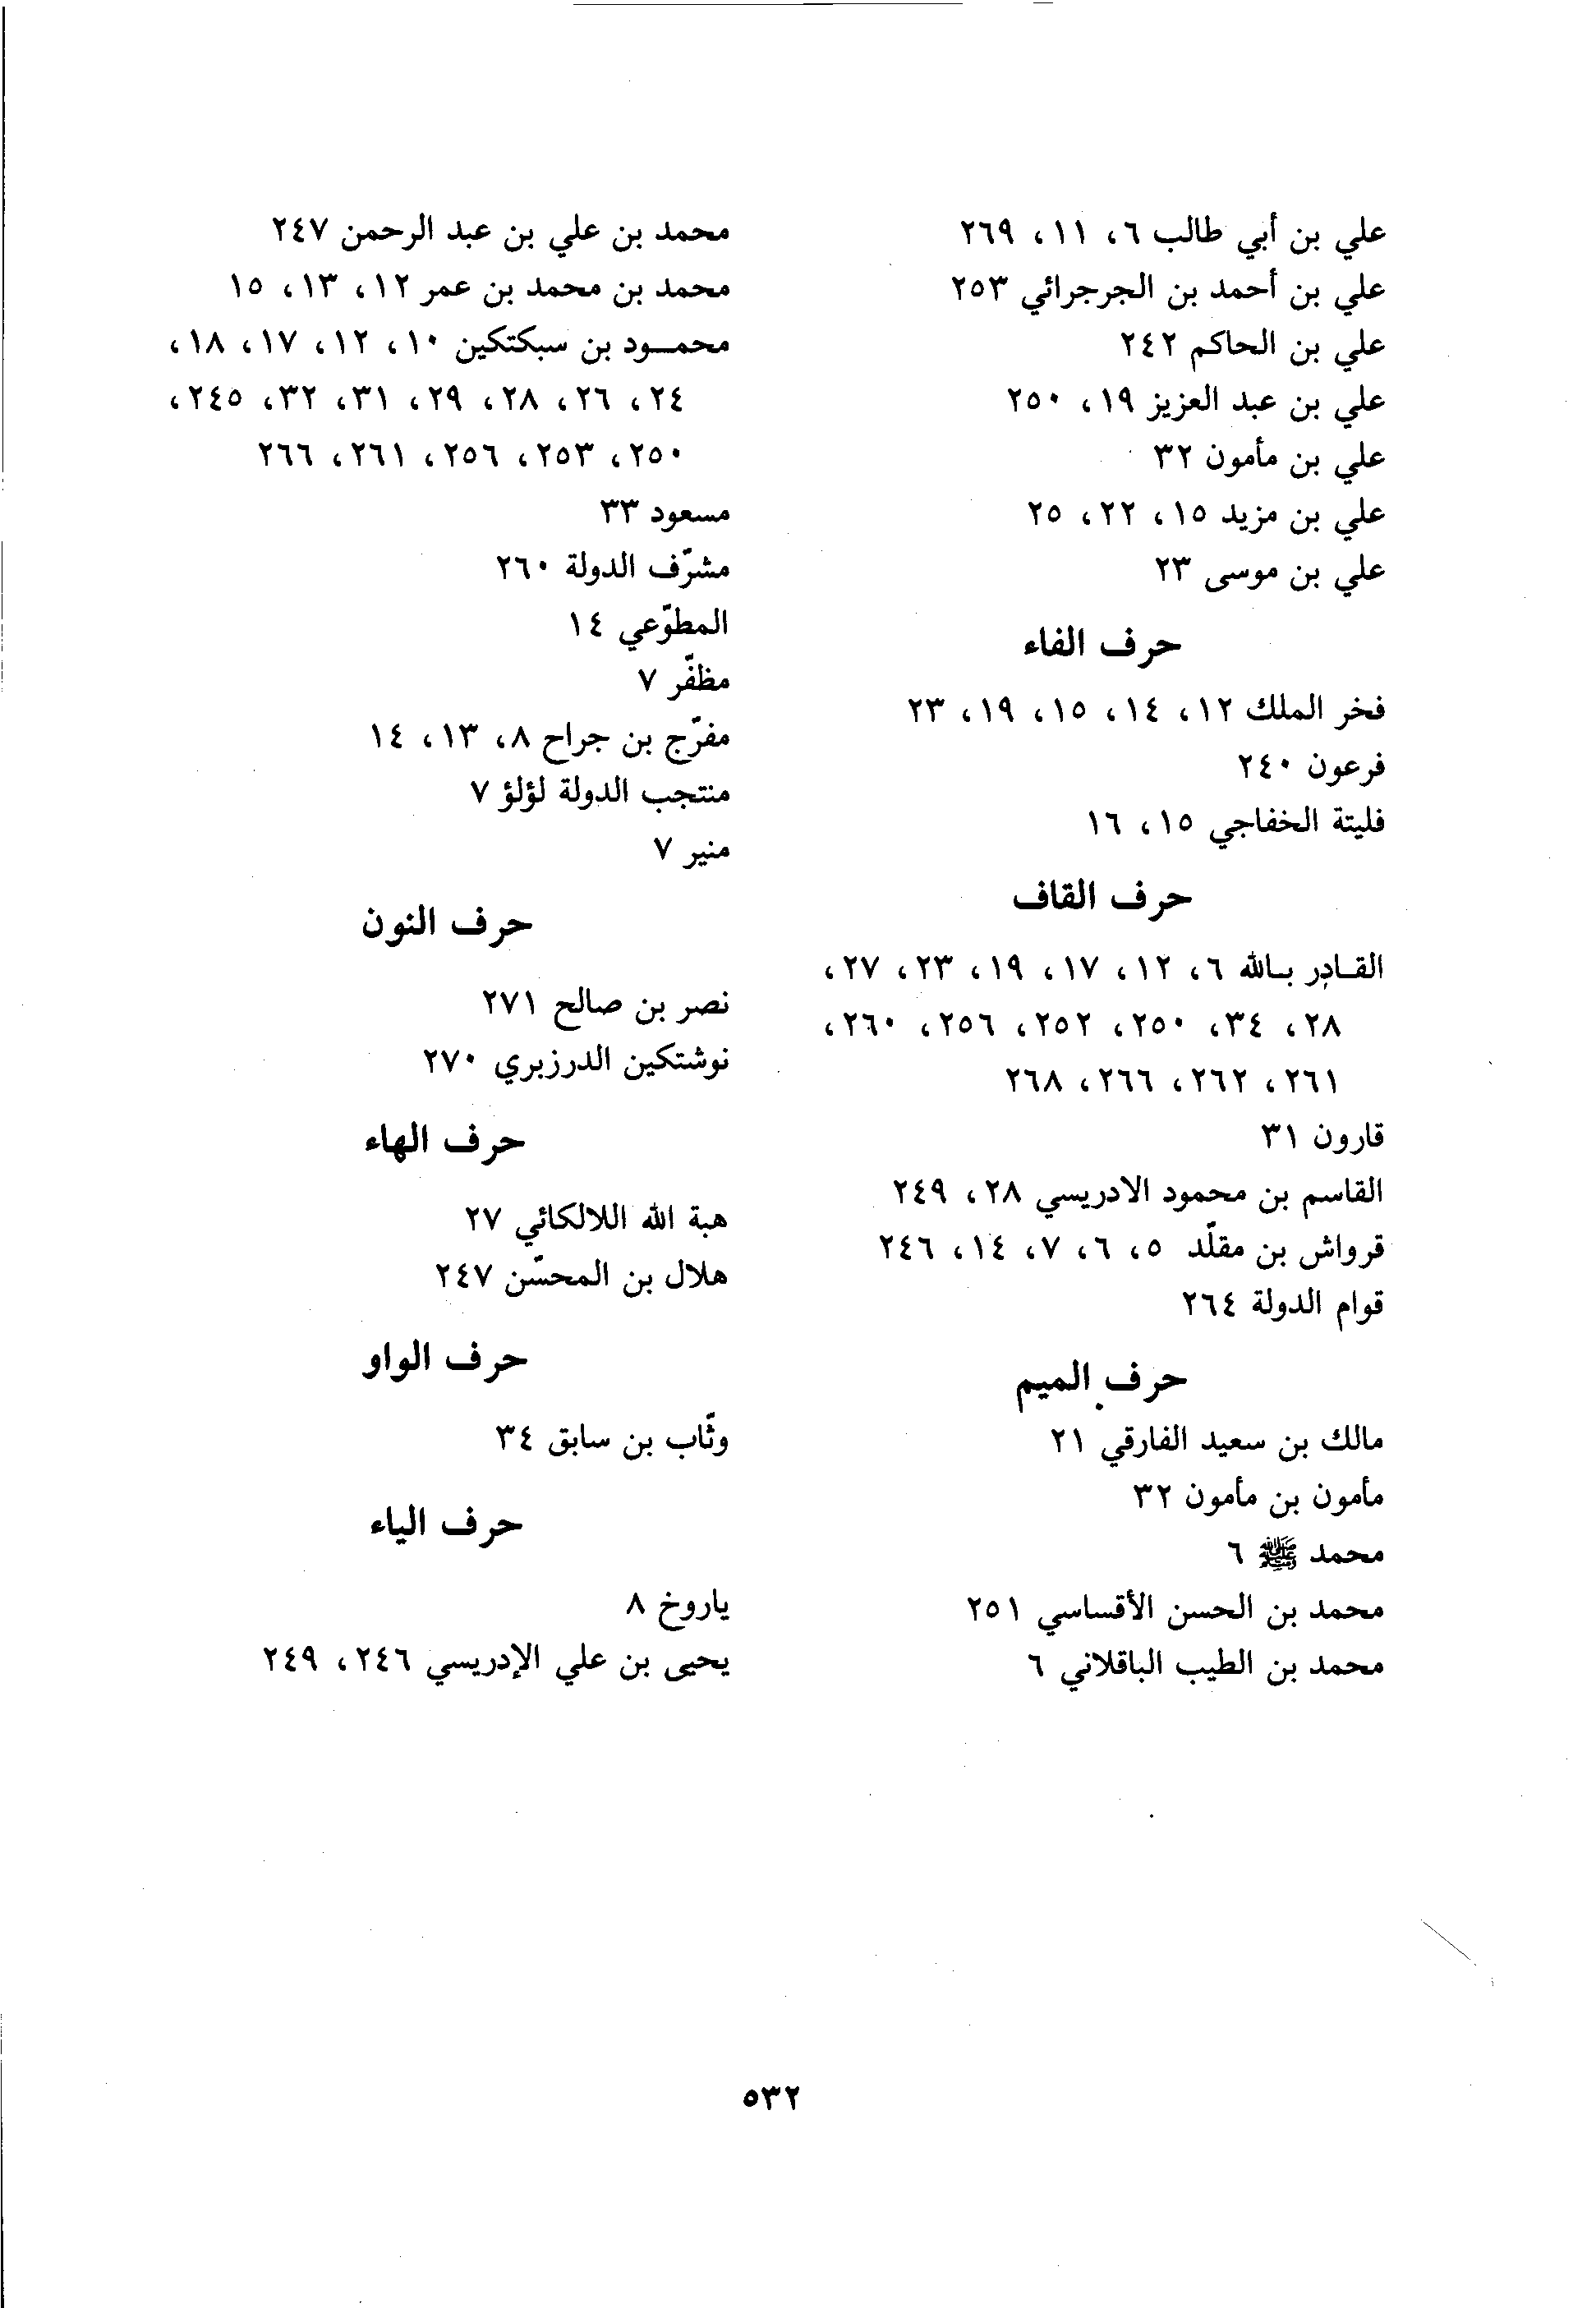 علي بن أبي طالب ٦، ١١، ٢٦٩
علي بن أحمد بن الجرجرائي ٢٥٣
علي بن الحاكم ٢٤٢
علي بن عبد العزيز ١٩، ٢٥٠
علي بن مأمون ٣٢
علي بن مزيد ١٥، ٢٢، ٢٥
علي بن موسى ٢٣
حرف الفاء
فخر الملك ١٢، ١٤، ١٥، ١٩، ٢٣
فرعون ٢٤٠
فليتة الخفاجي ١٥، ١٦
حرف القاف
القـادر بـالله ٦، ١٢، ١٧، ١٩، ٢٣، ٢٧،
٢٨، ٣٤، ٢٥٠، ٢٥٢، ٢٥٦، ٢٦٠،
٢٦١، ٢٦٢، ٢٦٦، ٢٦٨
قارون ٣١
القاسم بن محمود الادريسي ٢٨، ٢٤٩
قرواش بن مقلّد ٥، ٦، ٧، ١٤، ٢٤٦
قوام الدولة ٢٦٤
حرف الميم
مالك بن سعيد الفارقي ٢١
مأمون بن مأمون ٣٢
محمد ﷺ ٦
محمد بن الحسن الأقساسي ٢٥١
محمد بن الطيب الباقلاني ٦
محمد بن علي بن عبد الرحمن ٢٤٧
محمد بن محمد بن عمر ١٢، ١٣، ١٥
محمــود بن سبكتكين ١٠، ١٢، ١٧، ١٨،
٢٤، ٢٦، ٢٨، ٢٩، ٣١، ٣٢، ٢٤٥،
٢٥٠، ٢٥٣، ٢٥٦، ٢٦١، ٢٦٦
مسعود ٣٣
مشرّف الدولة ٢٦٠
المطوّعي ١٤
مظفّر ٧
مفرّج بن جراح ٨، ١٣، ١٤
منتجب الدولة لؤلؤ ٧
منير ٧
حرف النون
نصر بن صالح ٢٧١
نوشتكين الدرزبري ٢٧٠
حرف الهاء
هبة الله اللالكائي ٢٧
هلال بن المحسّن ٢٤٧
حرف الواو
وثّاب بن سابق ٣٤
حرف الياء
ياروخ ٨
يحيى بن علي الإدريسي ٢٤٦، ٢٤٩
٥٣٢